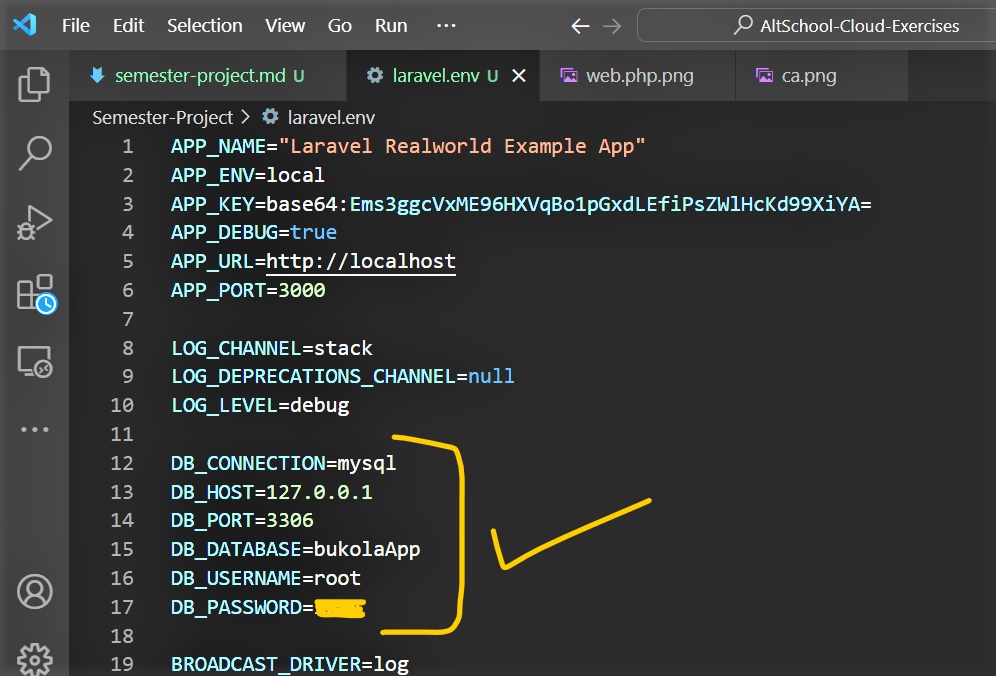 File Edit Selection View Go Run ··· AltSchool-Cloud-Exercises
semester-project.md U laravel.env U web.php.png ca.png
Semester-Project > laravel.env
1 APP_NAME="Laravel Realworld Example App"
2 APP_ENV=local
3 APP_KEY=base64:Ems3ggcVxME96HXVqBo1pGxdLEfiPsZWlHcKd99XiYA=
4 APP_DEBUG=true
5 APP_URL=http://localhost
6 APP_PORT=3000
7
8 LOG_CHANNEL=stack
9 LOG_DEPRECATIONS_CHANNEL=null
10 LOG_LEVEL=debug
11
12 DB_CONNECTION=mysql
13 DB_HOST=127.0.0.1
14 DB_PORT=3306
15 DB_DATABASE=bukolaApp
16 DB_USERNAME=root
17 DB_PASSWORD=
18
19 BROADCAST_DRIVER=log